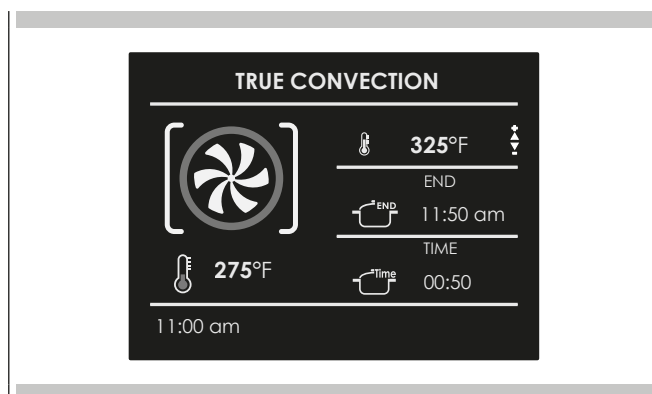 TRUE CONVECTION
325°F
END
END
11:50 am
275°F
TIME
Time
00:50
11:00 am